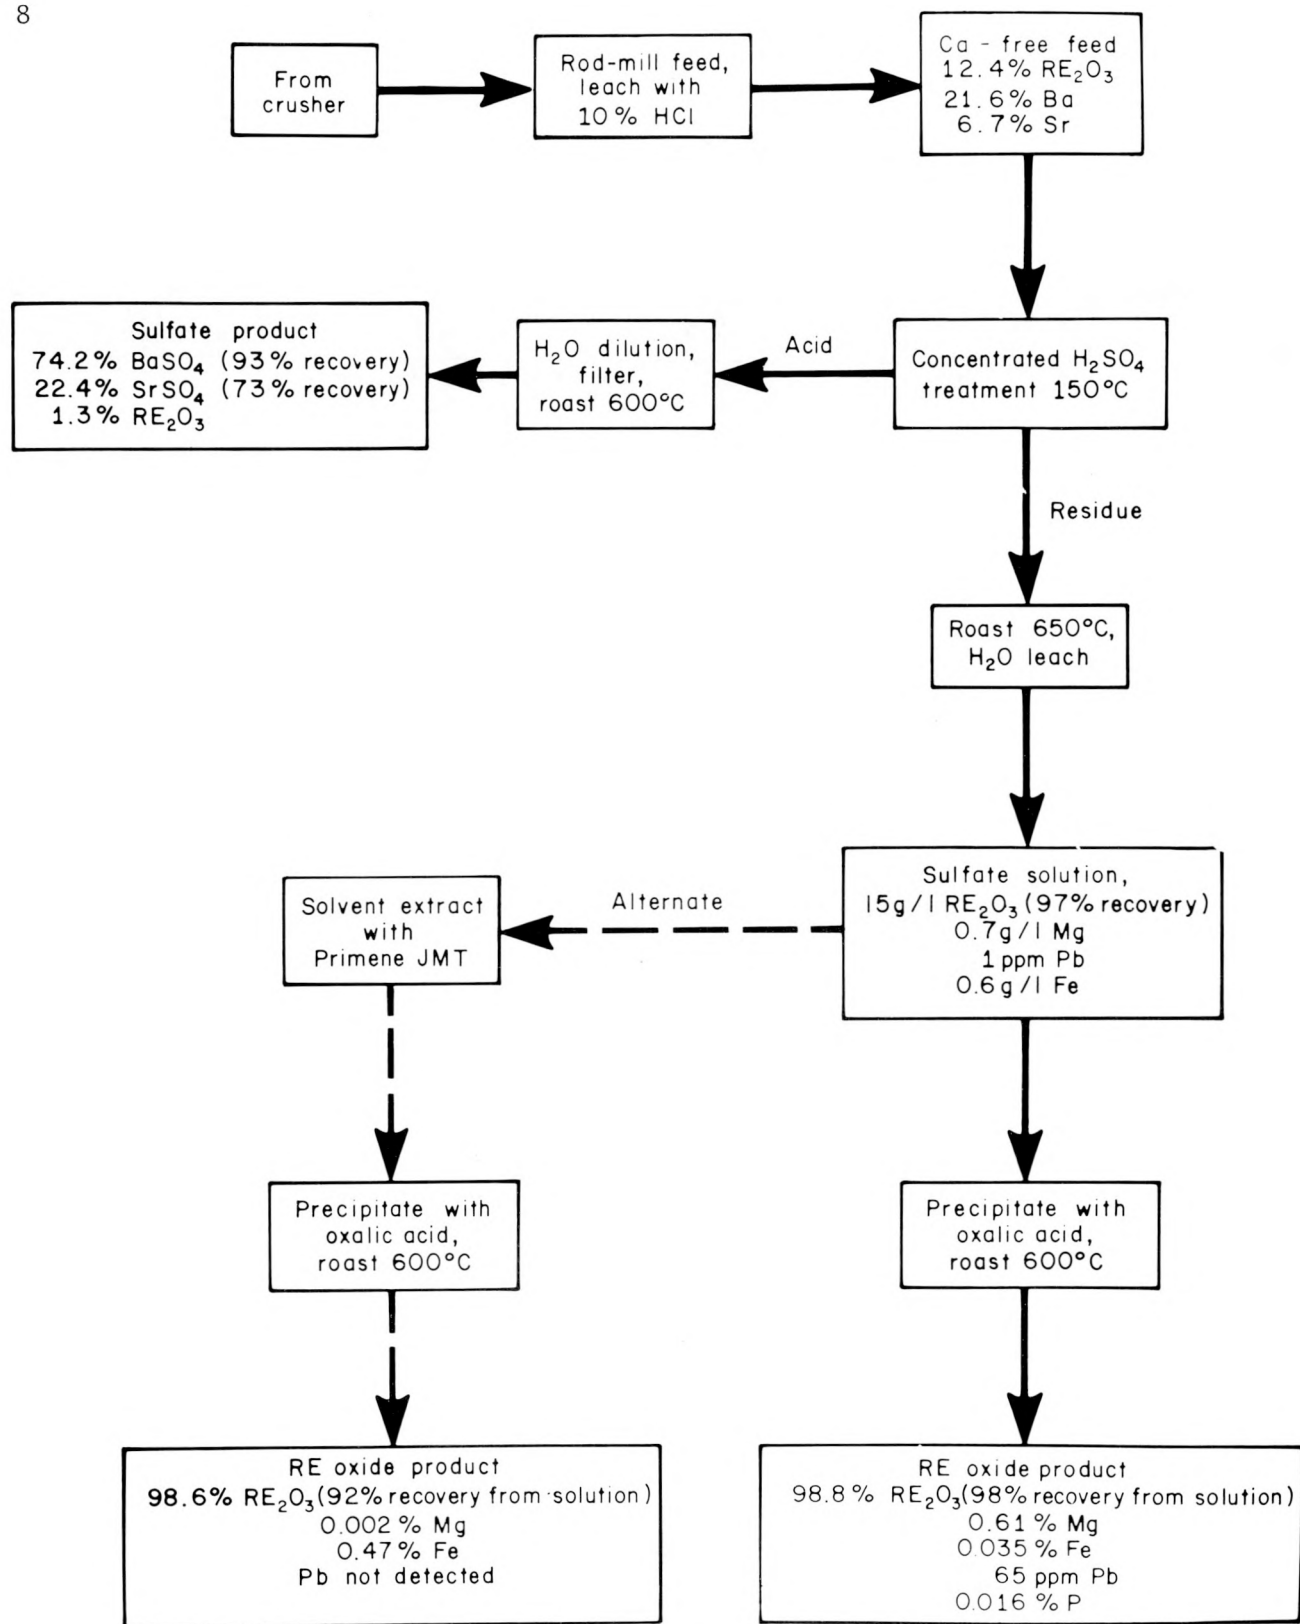 8
From
crusher
Rod-mill feed,
leach with
10% HCl
Ca - free feed
12.4% RE₂O₃
21.6% Ba
6.7% Sr
Sulfate product
74.2% BaSO₄ (93% recovery)
22.4% SrSO₄ (73% recovery)
1.3% RE₂O₃
H₂O dilution,
filter,
roast 600°C
Acid
Concentrated H₂SO₄
treatment 150°C
Residue
Roast 650°C,
H₂O leach
Solvent extract
with
Primene JMT
Alternate
Sulfate solution,
15g/l RE₂O₃ (97% recovery)
0.7g/l Mg
1 ppm Pb
0.6g/l Fe
Precipitate with
oxalic acid,
roast 600°C
Precipitate with
oxalic acid,
roast 600°C
RE oxide product
98.6% RE₂O₃ (92% recovery from solution)
0.002% Mg
0.47% Fe
Pb not detected
RE oxide product
98.8% RE₂O₃ (98% recovery from solution)
0.61% Mg
0.035% Fe
65 ppm Pb
0.016% P